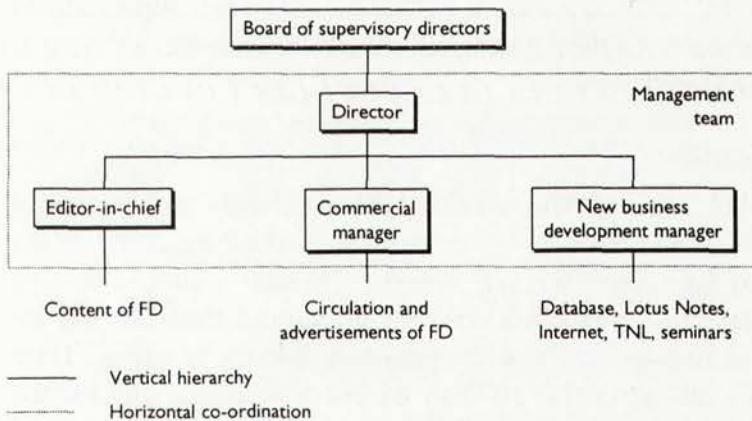 Board of supervisory directors
Management
team
Director
Editor-in-chief
Commercial
manager
New business
development manager
Content of FD
Circulation and
advertisements of FD
Database, Lotus Notes,
Internet, TNL, seminars
Vertical hierarchy
Horizontal co-ordination